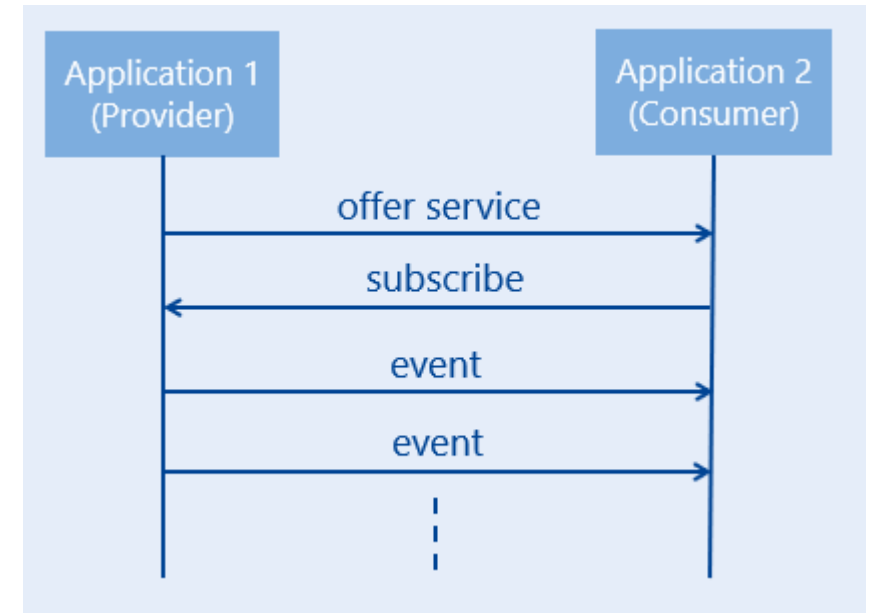 Application 1
(Provider)
Application 2
(Consumer)
offer service
subscribe
event
event